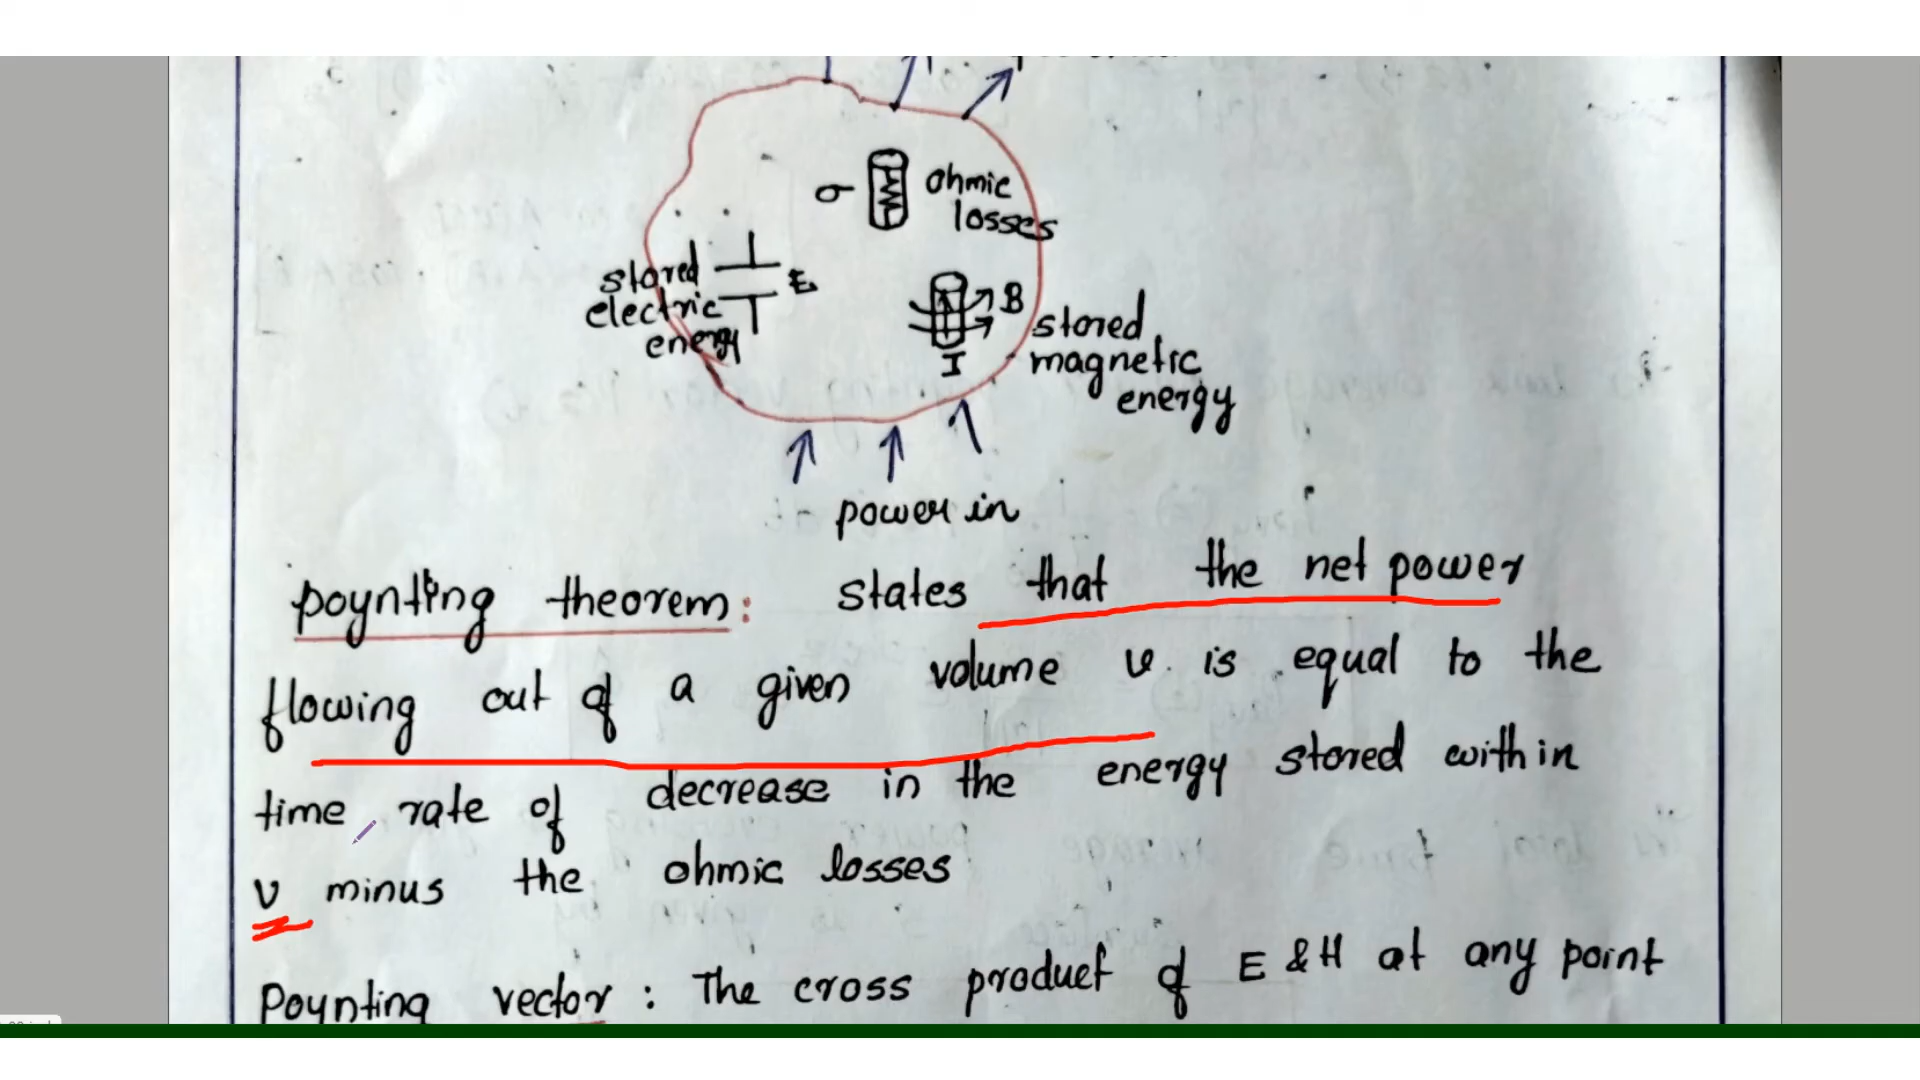 σ
ohmic
losses
stored
electric
energy
E
B
I
stored
magnetic
energy
power in
poynting theorem: states that the net power
flowing out of a given volume v is equal to the
time rate of decrease in the energy stored within
v minus the ohmic losses
Poynting vector: The cross product of E & H at any point